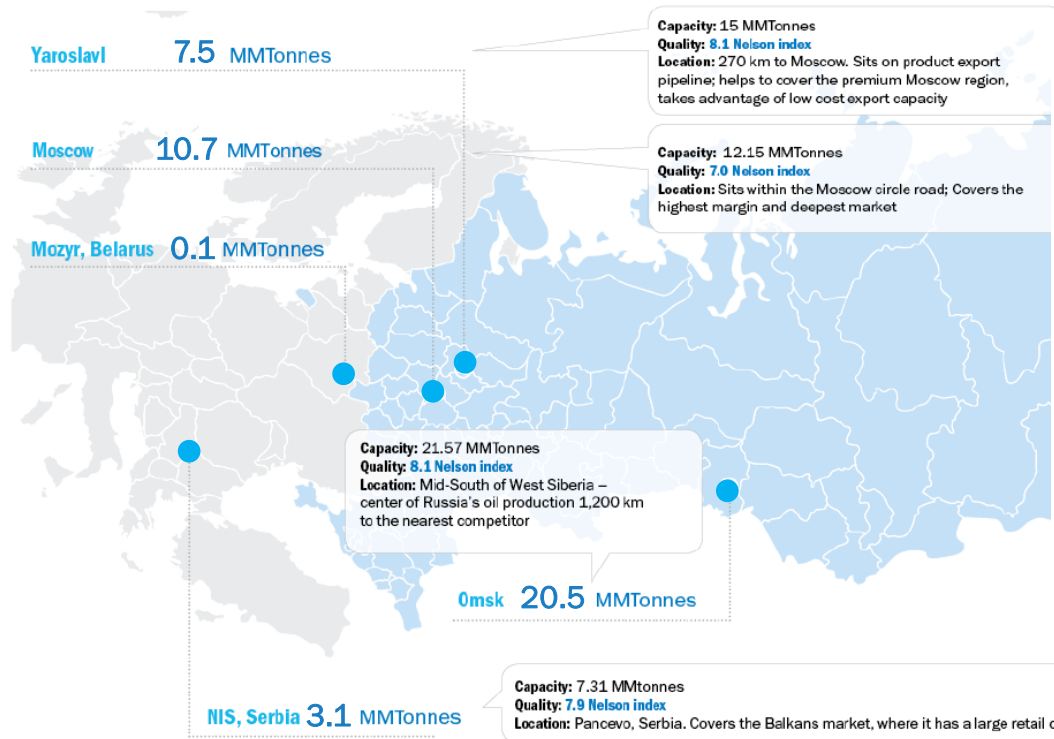 Yaroslavl 7.5 MMTonnes
Capacity: 15 MMTonnes
Quality: 8.1 Nelson index
Location: 270 km to Moscow. Sits on product export
pipeline; helps to cover the premium Moscow region,
takes advantage of low cost export capacity
Moscow 10.7 MMTonnes
Capacity: 12.15 MMTonnes
Quality: 7.0 Nelson index
Location: Sits within the Moscow circle road; Covers the
highest margin and deepest market
Mozyr, Belarus 0.1 MMTonnes
Capacity: 21.57 MMTonnes
Quality: 8.1 Nelson index
Location: Mid-South of West Siberia –
center of Russia's oil production 1,200 km
to the nearest competitor
Omsk 20.5 MMTonnes
NIS, Serbia 3.1 MMTonnes
Capacity: 7.31 MMtonnes
Quality: 7.9 Nelson index
Location: Pancevo, Serbia. Covers the Balkans market, where it has a large retail